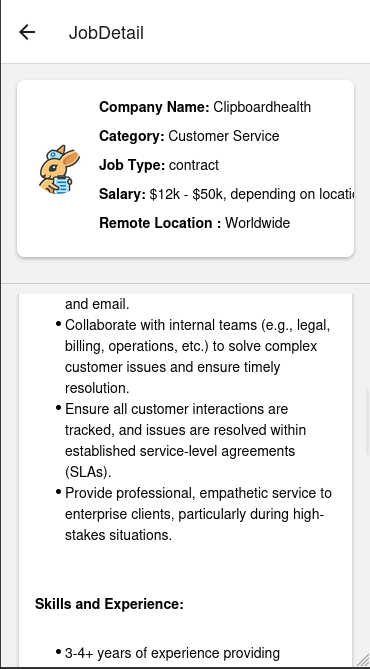 JobDetail
Company Name: Clipboardhealth
Category: Customer Service
Job Type: contract
Salary: $12k - $50k, depending on locatio
Remote Location : Worldwide
and email.
• Collaborate with internal teams (e.g., legal,
billing, operations, etc.) to solve complex
customer issues and ensure timely
resolution.
• Ensure all customer interactions are
tracked, and issues are resolved within
established service-level agreements
(SLAs).
• Provide professional, empathetic service to
enterprise clients, particularly during high-
stakes situations.
Skills and Experience:
• 3-4+ years of experience providing